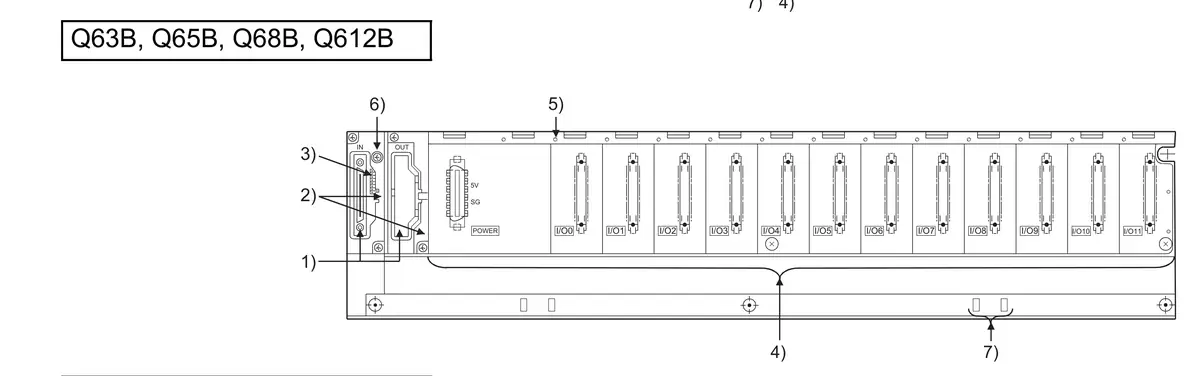 7) 4)
Q63B, Q65B, Q68B, Q612B
6) 5)
IN OUT
3)
5V
2)
SG
POWER I/O0 I/O1 I/O2 I/O3 I/O4 I/O5 I/O6 I/O7 I/O8 I/O9 I/O10 I/O11
1)
4) 7)